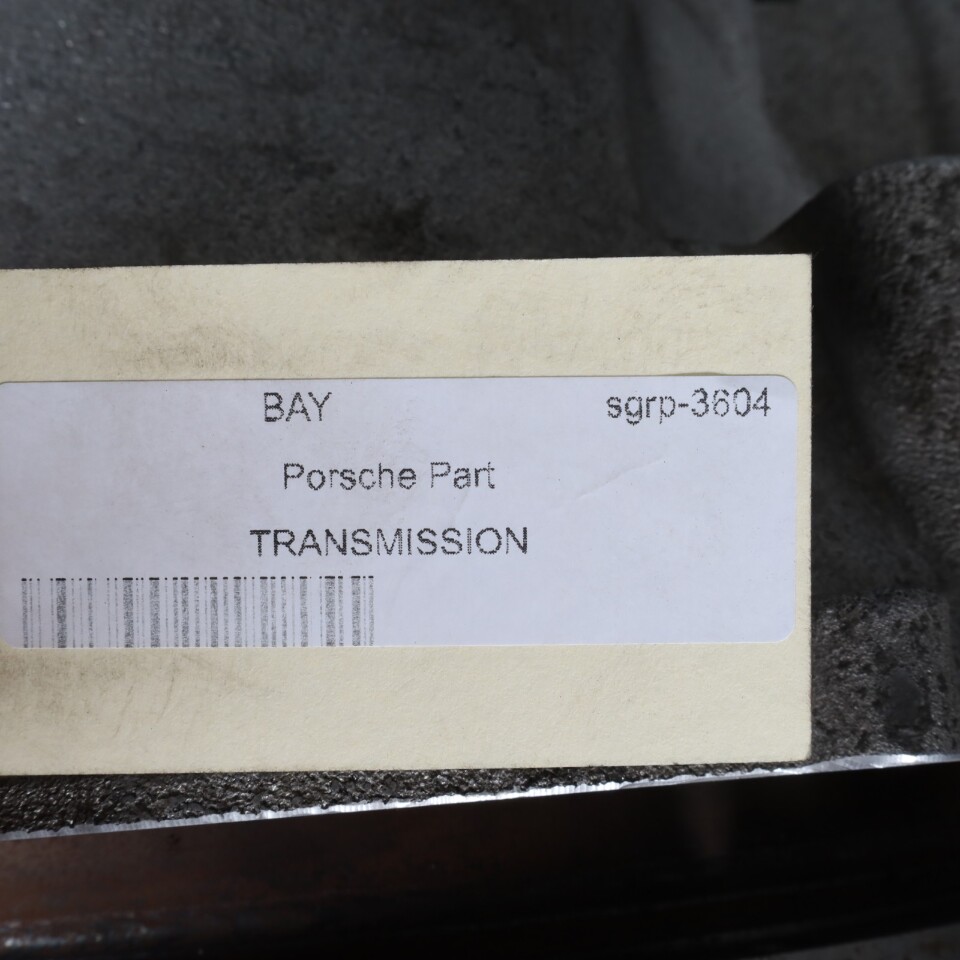 BAY sgrp-3604
Porsche Part
TRANSMISSION